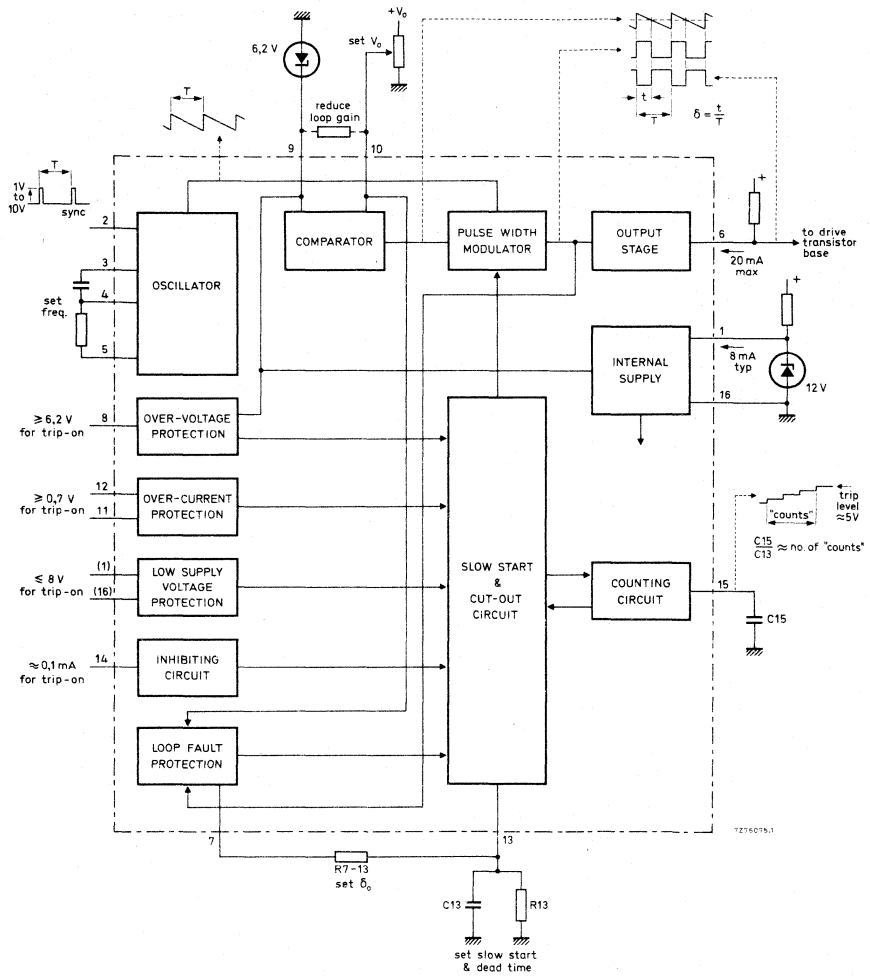 +V₀
set V₀
6,2 V
T
reduce
loop gain
t
T
δ = t/T
9
10
T
1V
to
10V
sync
2
3
4
5
set
freq.
OSCILLATOR
COMPARATOR
PULSE WIDTH
MODULATOR
OUTPUT
STAGE
+
6
20 mA
max
to drive
transistor
base
INTERNAL
SUPPLY
+
1
8 mA
typ
12 V
16
≥ 6,2 V
for trip-on
8
OVER-VOLTAGE
PROTECTION
≥ 0,7 V
for trip-on
12
11
OVER-CURRENT
PROTECTION
≤ 8 V
for trip-on
(1)
(16)
LOW SUPPLY
VOLTAGE
PROTECTION
≈ 0,1 mA
for trip-on
14
INHIBITING
CIRCUIT
LOOP FAULT
PROTECTION
SLOW START
&
CUT-OUT
CIRCUIT
COUNTING
CIRCUIT
15
C15
"counts"
trip
level
≈5V
C15/C13 ≈ no. of "counts"
7Z76075.1
7
13
R7-13
set δ₀
C13
R13
set slow start
& dead time